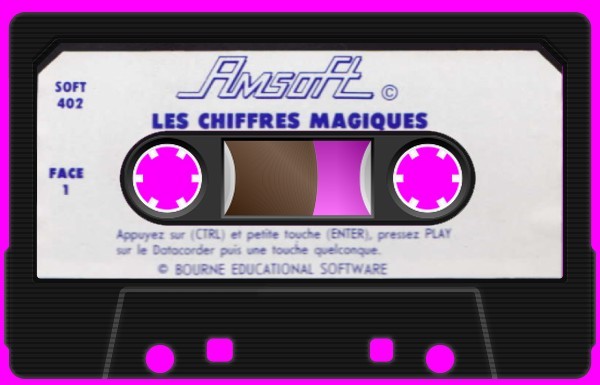 Amsoft ©
SOFT
402
LES CHIFFRES MAGIQUES
FACE
1
Appuyez sur (CTRL) et petite touche (ENTER), pressez PLAY
sur le Datacorder puis une touche quelconque.
© BOURNE EDUCATIONAL SOFTWARE